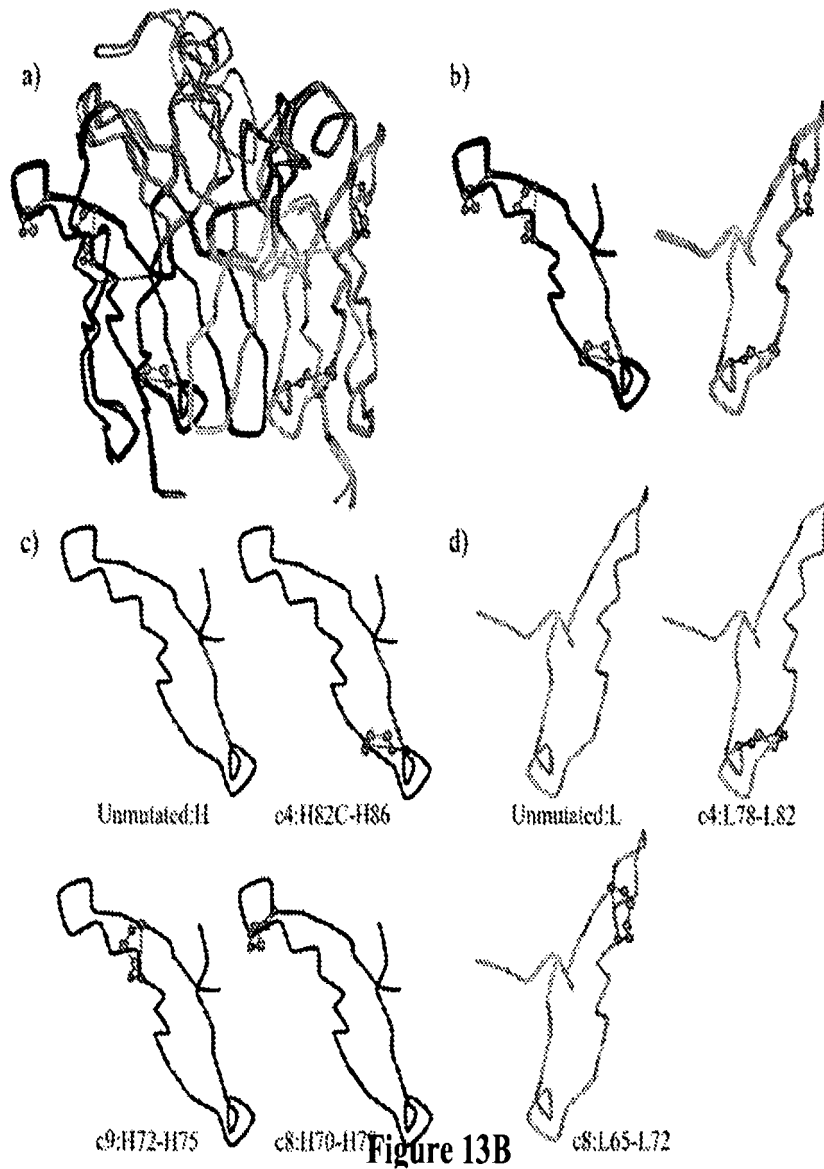 a)
b)
c)
d)
Unmutated:H
c4:H82C-H86
Unmutated:L
c4:L78-L82
c9:H72-H75
c8:L65-L72
Figure 13B